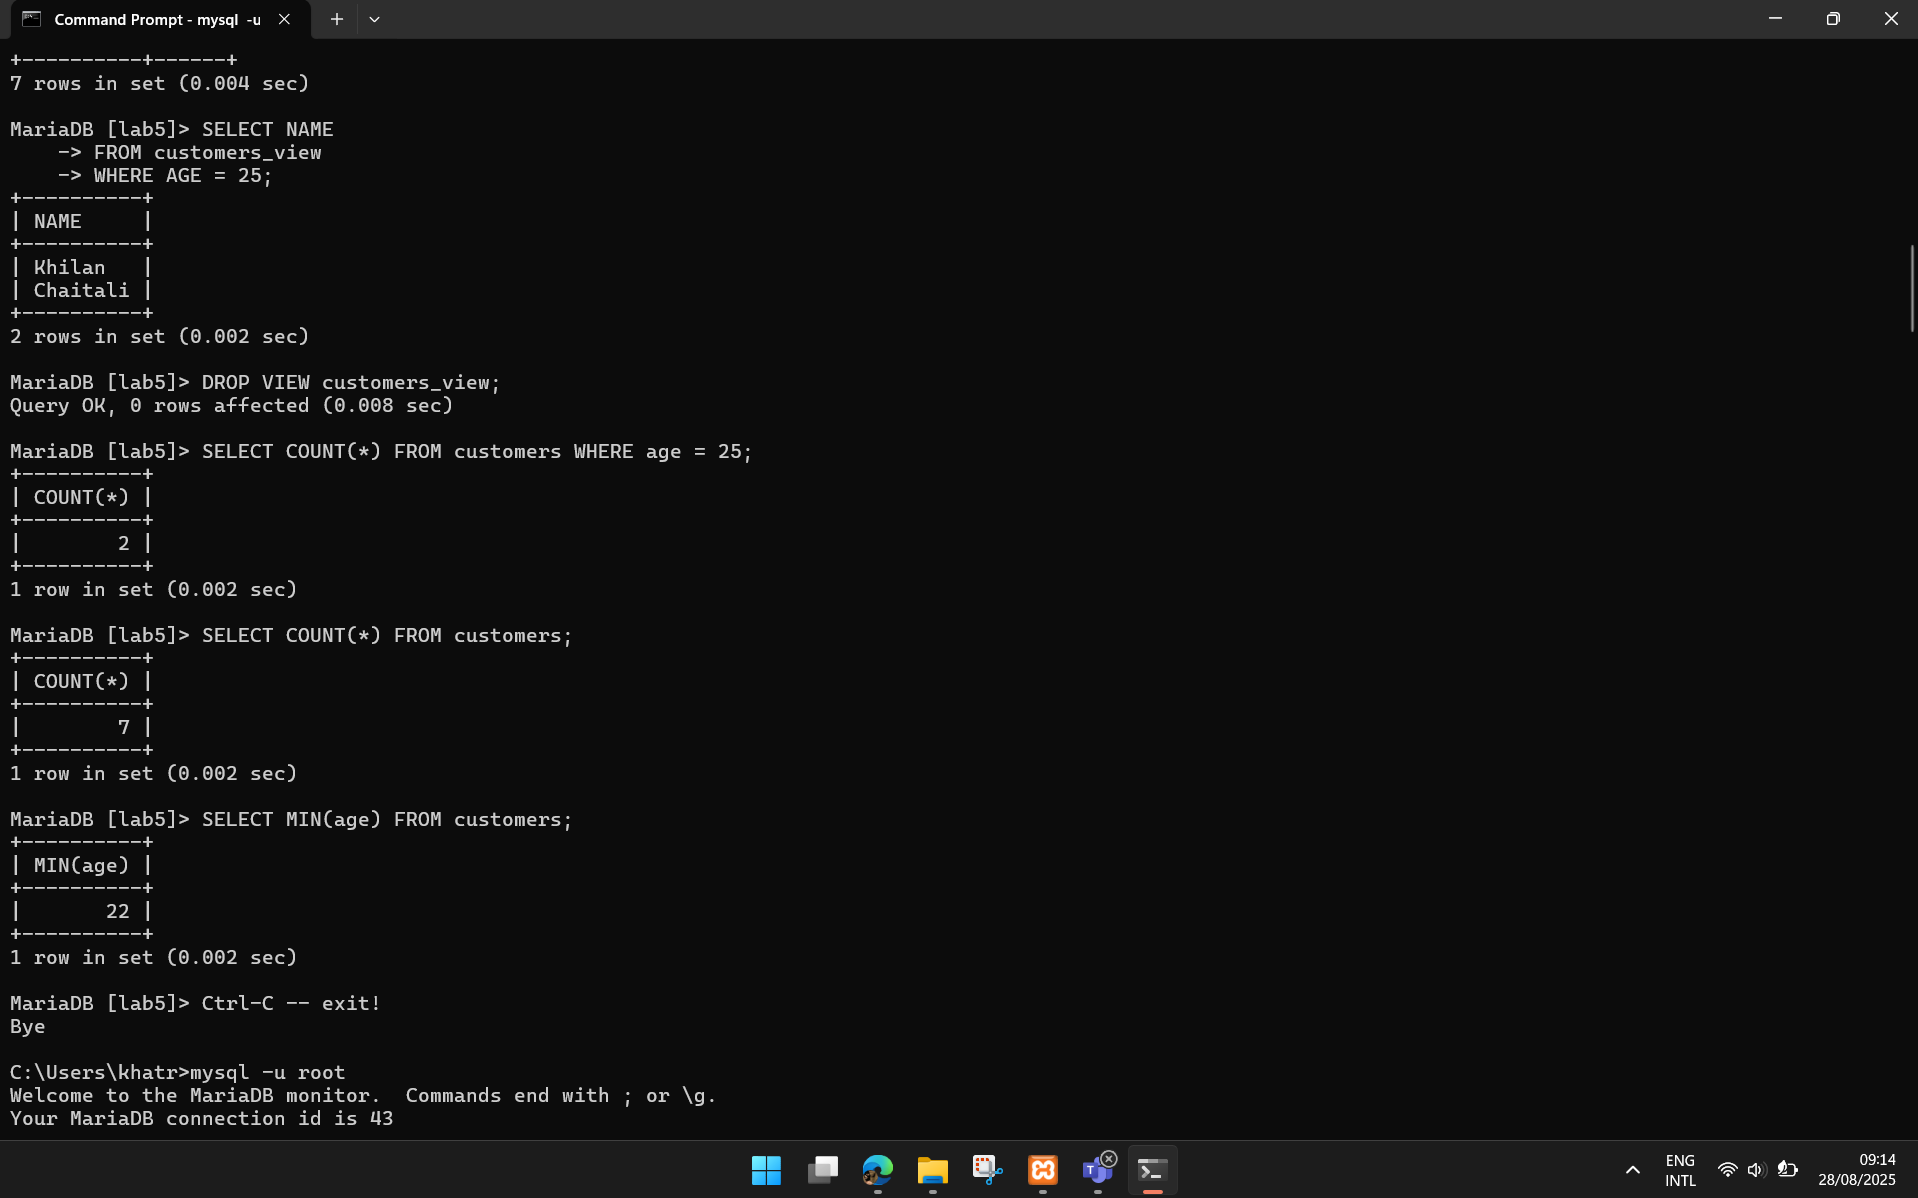 Command Prompt - mysql  -u
+----------+------+
7 rows in set (0.004 sec)
MariaDB [lab5]> SELECT NAME
    -> FROM customers_view
    -> WHERE AGE = 25;
+----------+
| NAME     |
+----------+
| Khilan   |
| Chaitali |
+----------+
2 rows in set (0.002 sec)
MariaDB [lab5]> DROP VIEW customers_view;
Query OK, 0 rows affected (0.008 sec)
MariaDB [lab5]> SELECT COUNT(*) FROM customers WHERE age = 25;
+----------+
| COUNT(*) |
+----------+
|        2 |
+----------+
1 row in set (0.002 sec)
MariaDB [lab5]> SELECT COUNT(*) FROM customers;
+----------+
| COUNT(*) |
+----------+
|        7 |
+----------+
1 row in set (0.002 sec)
MariaDB [lab5]> SELECT MIN(age) FROM customers;
+----------+
| MIN(age) |
+----------+
|       22 |
+----------+
1 row in set (0.002 sec)
MariaDB [lab5]> Ctrl-C -- exit!
Bye
C:\Users\khatr>mysql -u root
Welcome to the MariaDB monitor.  Commands end with ; or \g.
Your MariaDB connection id is 43
ENG
INTL
09:14
28/08/2025